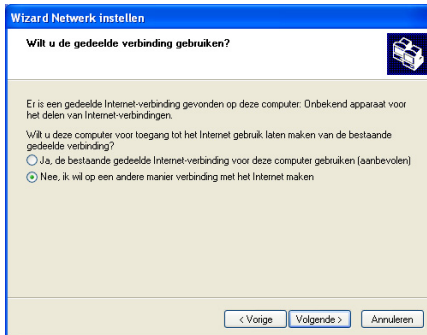 Wizard Netwerk instellen
Wilt u de gedeelde verbinding gebruiken?
Er is een gedeelde Internet-verbinding gevonden op deze computer: Onbekend apparaat voor
het delen van Internet-verbindingen.
Wilt u deze computer voor toegang tot het Internet gebruik laten maken van de bestaande
gedeelde verbinding?
Ja, de bestaande gedeelde Internet-verbinding voor deze computer gebruiken (aanbevolen)
Nee, ik wil op een andere manier verbinding met het Internet maken
< Vorige
Volgende >
Annuleren